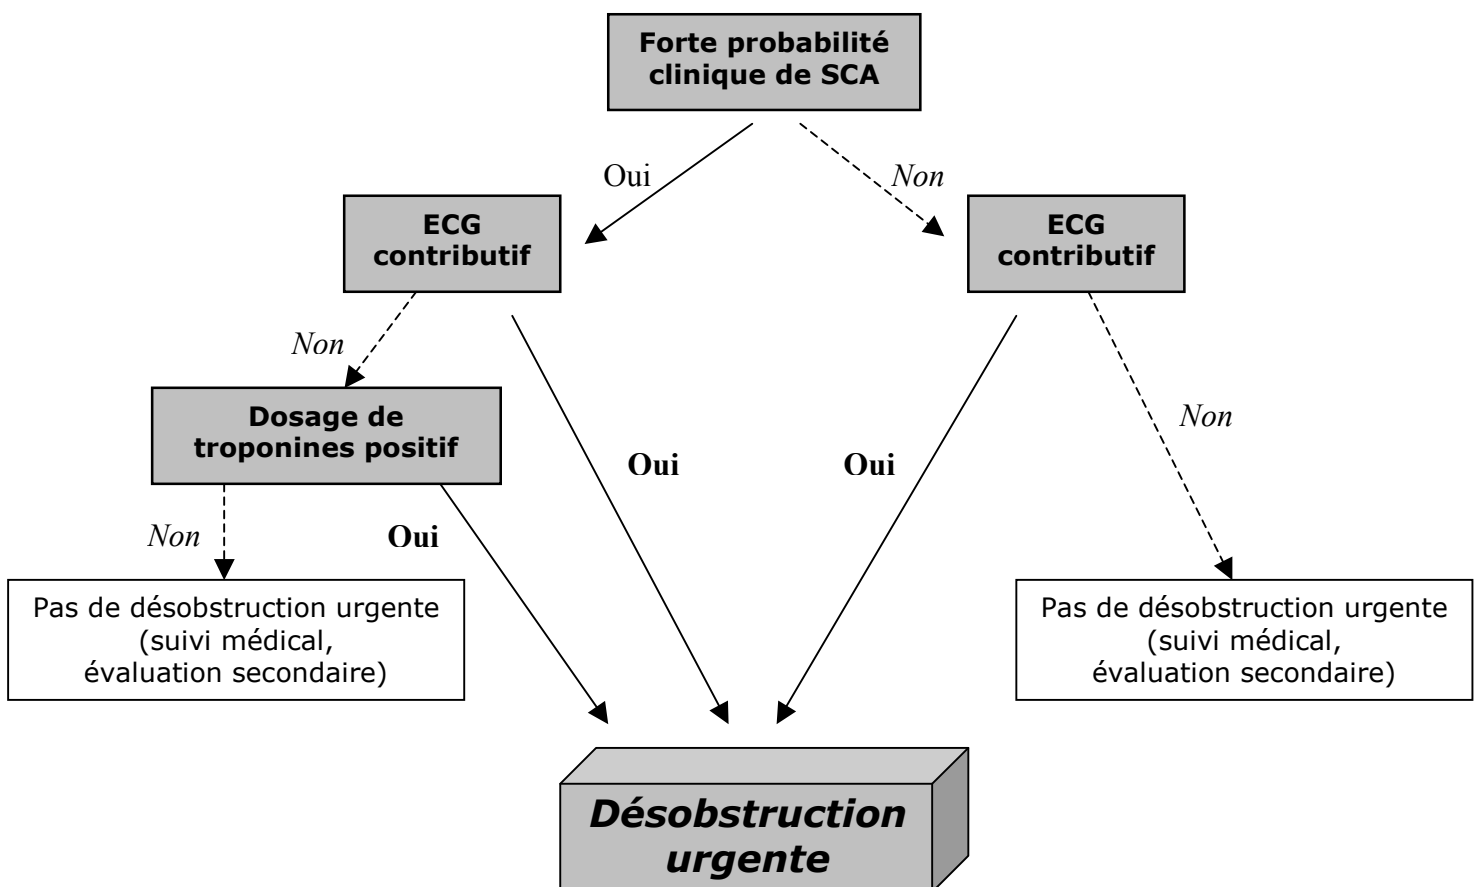 Forte probabilité
clinique de SCA
Oui
Non
ECG
contributif
ECG
contributif
Non
Dosage de
troponines positif
Non
Oui
Oui
Non
Oui
Pas de désobstruction urgente
(suivi médical,
évaluation secondaire)
Pas de désobstruction urgente
(suivi médical,
évaluation secondaire)
Désobstruction
urgente